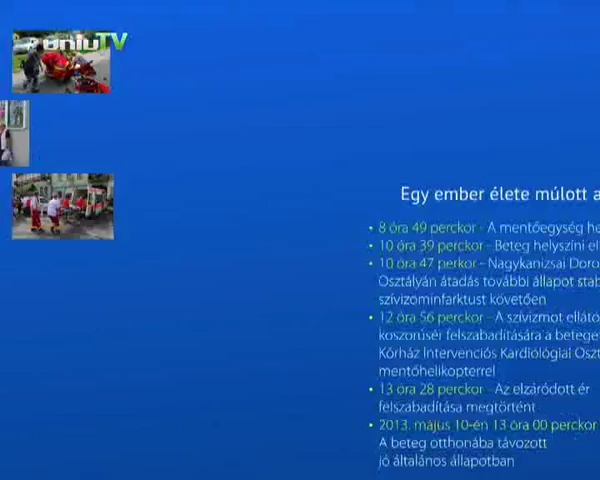 uniuTV
Egy ember élete múlott a
• 8 óra 49 perckor - A mentőegység he
• 10 óra 39 perkor - Beteg helyszíni el
• 10 óra 47 perkor - Nagykanizsai Doro
Osztályán átadás további állapot stab
szívizominfarktust követően
• 12 óra 56 perckor - A szívizmot ellátó
koszorúsér felszabadítására a beteget
Kórház Intervenciós Kardiológiai Oszt
mentőhelikopterrel
• 13 óra 28 perckor - Az elzáródott ér
felszabadítása megtörtént
• 2013. május 10-én 13 óra 00 perckor
A beteg otthonába távozott
jó általános állapotban